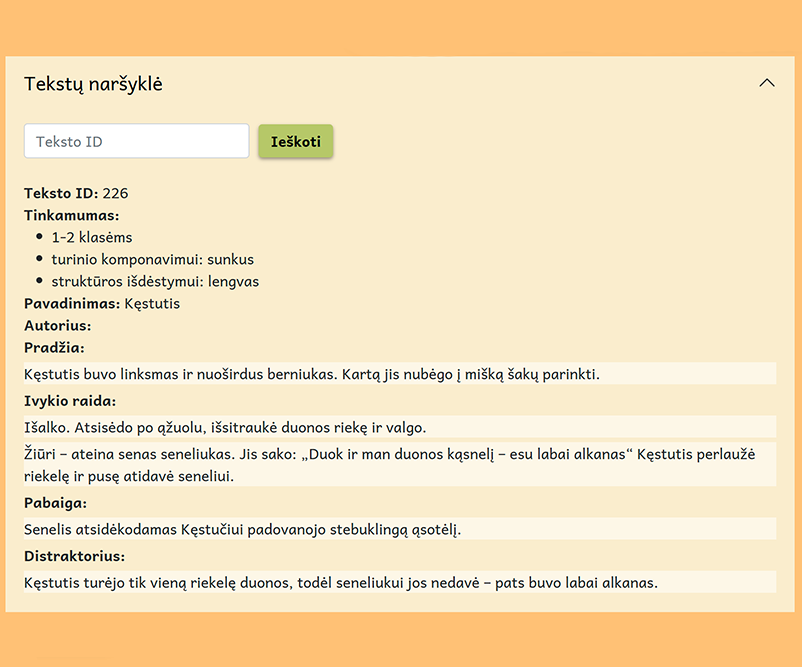 Tekstų naršyklė
Teksto ID
Ieškoti
Teksto ID: 226
Tinkamumas:
1-2 klasėms
turinio komponavimui: sunkus
struktūros išdėstymui: lengvas
Pavadinimas: Kęstutis
Autorius:
Pradžia:
Kęstutis buvo linksmas ir nuoširdus berniukas. Kartą jis nubėgo į mišką šakų parinkti.
Ivykio raida:
Išalko. Atsisėdo po ąžuolu, išsitraukė duonos riekę ir valgo.
Žiūri – ateina senas seneliukas. Jis sako: „Duok ir man duonos kąsnelį – esu labai alkanas“ Kęstutis perlaužė
riekelę ir pusę atidavė seneliui.
Pabaiga:
Senelis atsidėkodamas Kęstučiui padovanojo stebuklingą ąsotėlį.
Distraktorius:
Kęstutis turėjo tik vieną riekelę duonos, todėl seneliukui jos nedavė – pats buvo labai alkanas.